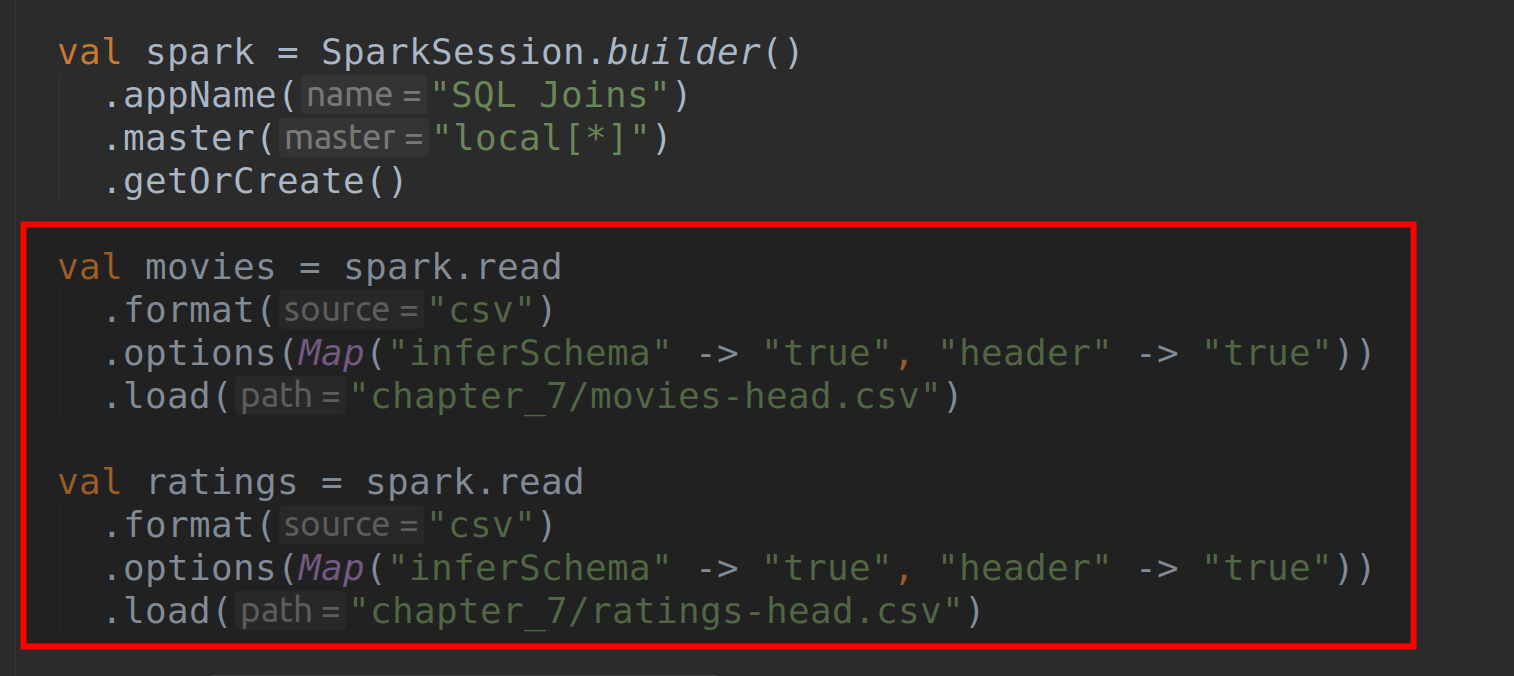 val spark = SparkSession.builder()
.appName( name = "SQL Joins")
.master( master = "local[*]")
.getOrCreate()
val movies = spark.read
.format( source = "csv")
.options(Map("inferSchema" -> "true", "header" -> "true"))
.load( path = "chapter_7/movies-head.csv")
val ratings = spark.read
.format( source = "csv")
.options(Map("inferSchema" -> "true", "header" -> "true"))
.load( path = "chapter_7/ratings-head.csv")